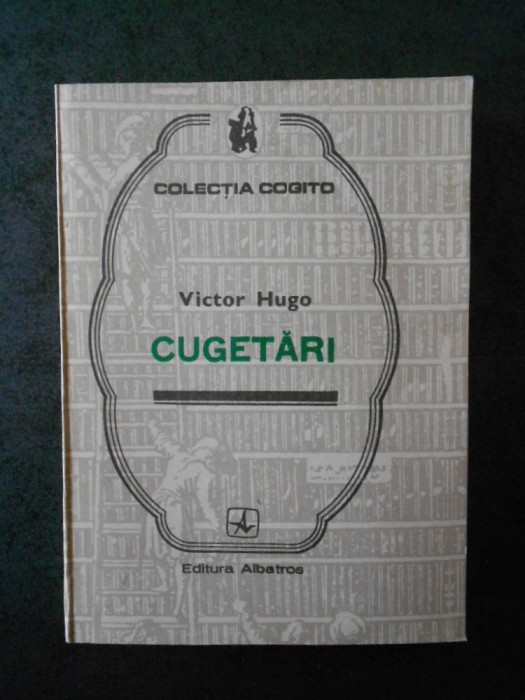 COLECȚIA COGITO
Victor Hugo
CUGETĂRI
Editura Albatros